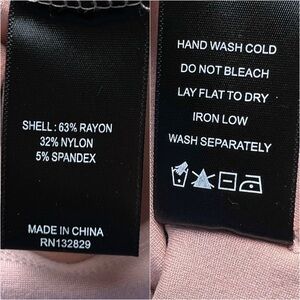 SHELL: 63% RAYON
32% NYLON
5% SPANDEX
MADE IN CHINA
RN132829
HAND WASH COLD
DO NOT BLEACH
LAY FLAT TO DRY
IRON LOW
WASH SEPARATELY